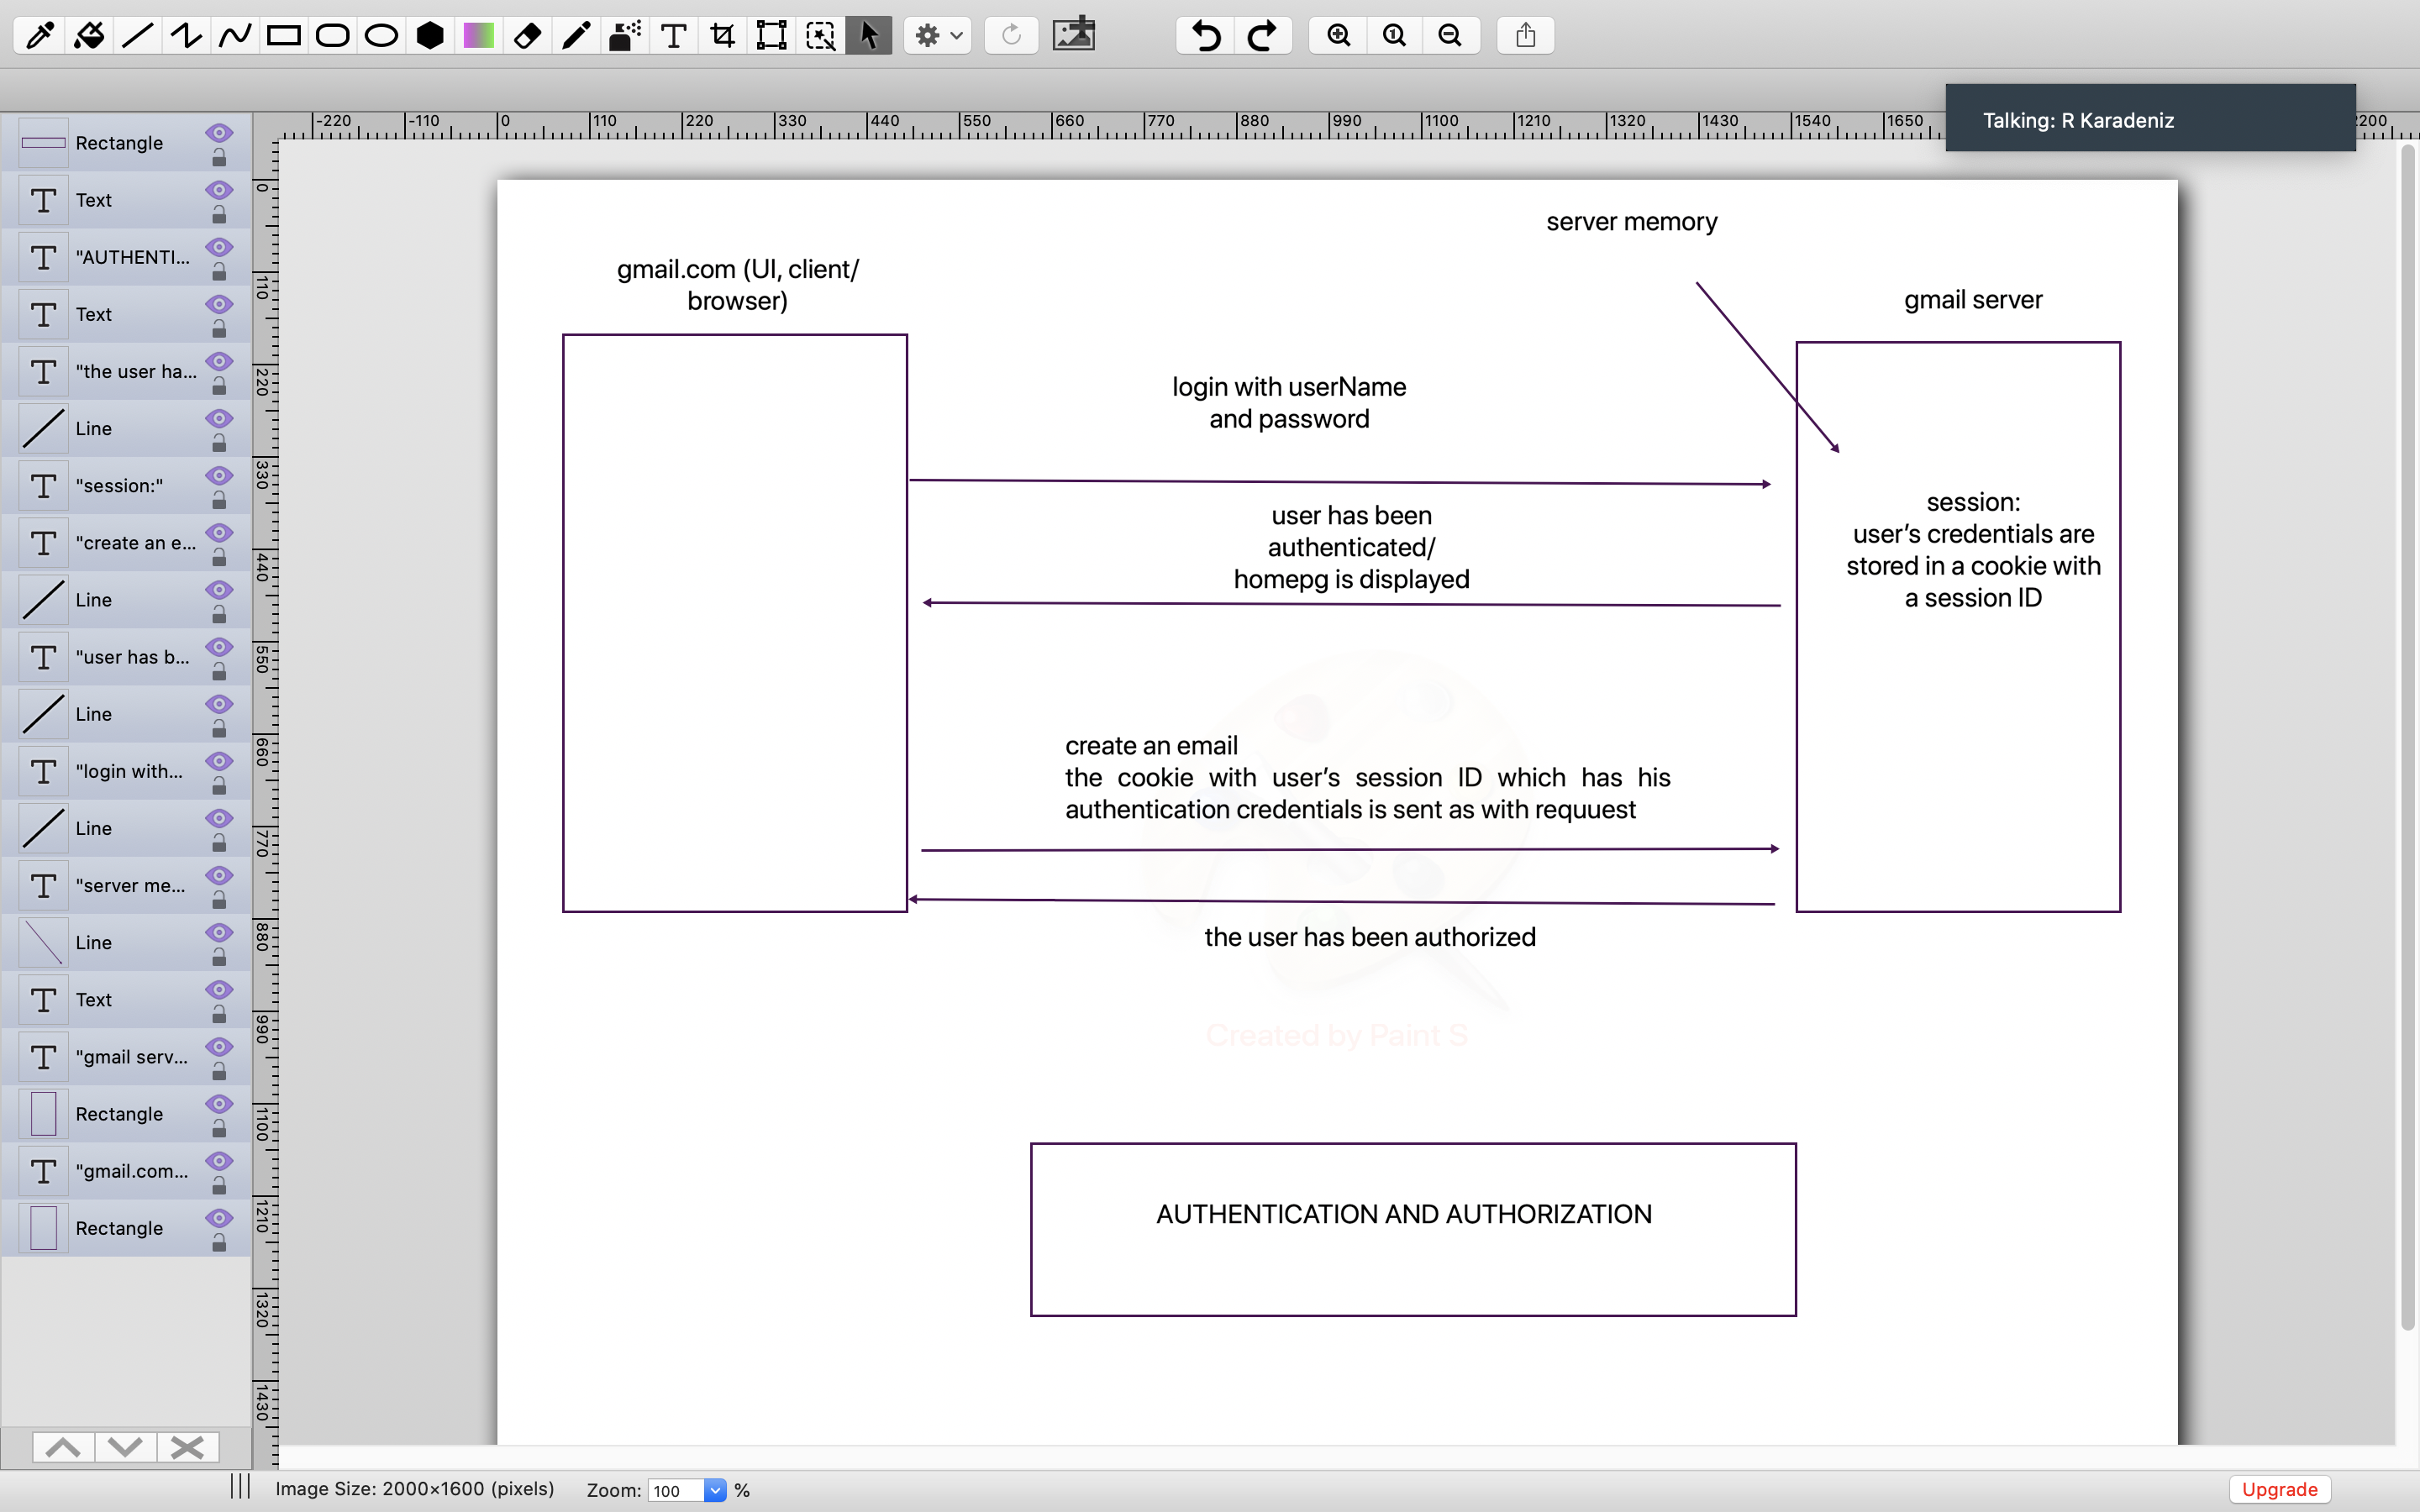 -220 -110 0 110 220 330 440 550 660 770 880 990 1100 1210 1320 1430 1540 1650
Talking: R Karadeniz
Rectangle
Text
"AUTHENTI...
Text
"the user ha...
Line
"session:"
"create an e...
Line
"user has b...
Line
"login with...
Line
"server me...
Line
Text
"gmail serv...
Rectangle
"gmail.com...
Rectangle
0
110
220
330
440
550
660
770
880
990
1100
1210
1320
1430
server memory
gmail.com (UI, client/
browser)
gmail server
login with userName
and password
user has been
authenticated/
homepg is displayed
session:
user’s credentials are
stored in a cookie with
a session ID
create an email
the cookie with user’s session ID which has his
authentication credentials is sent as with requuest
the user has been authorized
Created by Paint S
AUTHENTICATION AND AUTHORIZATION
Image Size: 2000×1600 (pixels) Zoom: 100 %
Upgrade